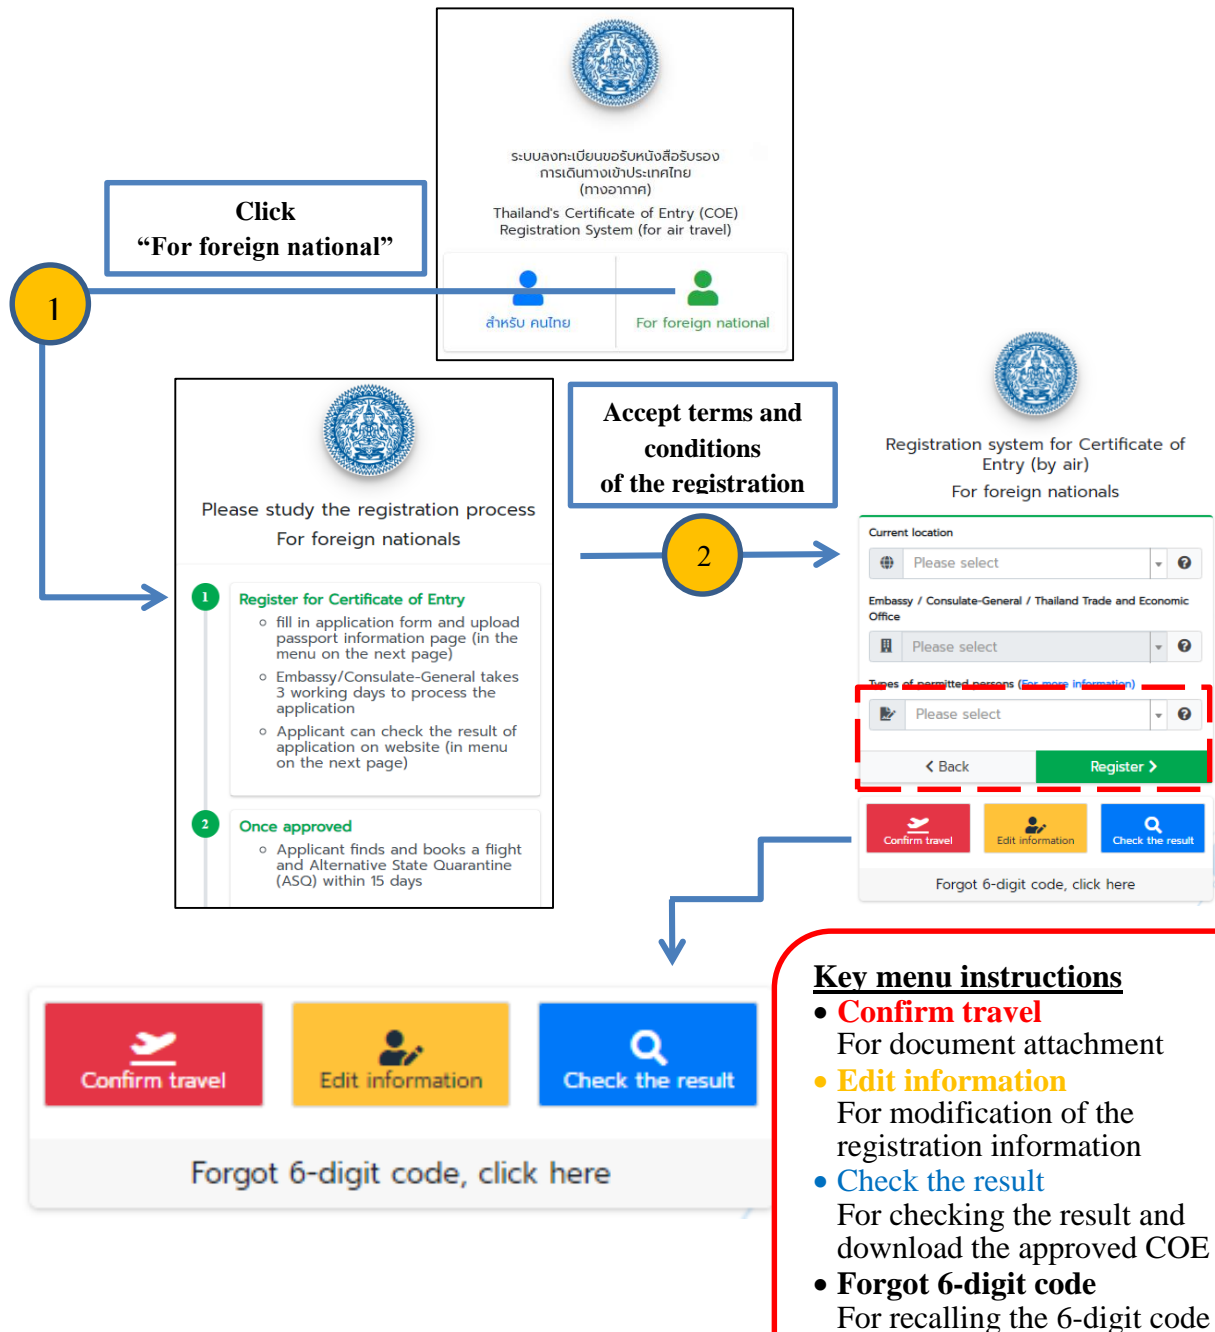 ระบบลงทะเบียนขอรับหนังสือรับรอง
การเดินทางเข้าประเทศไทย
(ทางอากาศ)
Thailand's Certificate of Entry (COE)
Registration System (for air travel)
Click
“For foreign national”
1
สำหรับ คนไทย
For foreign national
Please study the registration process
For foreign nationals
1
Register for Certificate of Entry
fill in application form and upload
passport information page (in the
menu on the next page)
Embassy/Consulate-General takes
3 working days to process the
application
Applicant can check the result of
application on website (in menu
on the next page)
2
Once approved
Applicant finds and books a flight
and Alternative State Quarantine
(ASQ) within 15 days
Accept terms and
conditions
of the registration
2
Registration system for Certificate of
Entry (by air)
For foreign nationals
Current location
Please select
Embassy / Consulate-General / Thailand Trade and Economic
Office
Please select
Types of permitted persons (For more information)
Please select
Back
Register
Confirm travel
Edit information
Check the result
Forgot 6-digit code, click here
Confirm travel
Edit information
Check the result
Forgot 6-digit code, click here
Key menu instructions
• Confirm travel
For document attachment
• Edit information
For modification of the
registration information
• Check the result
For checking the result and
download the approved COE
• Forgot 6-digit code
For recalling the 6-digit code